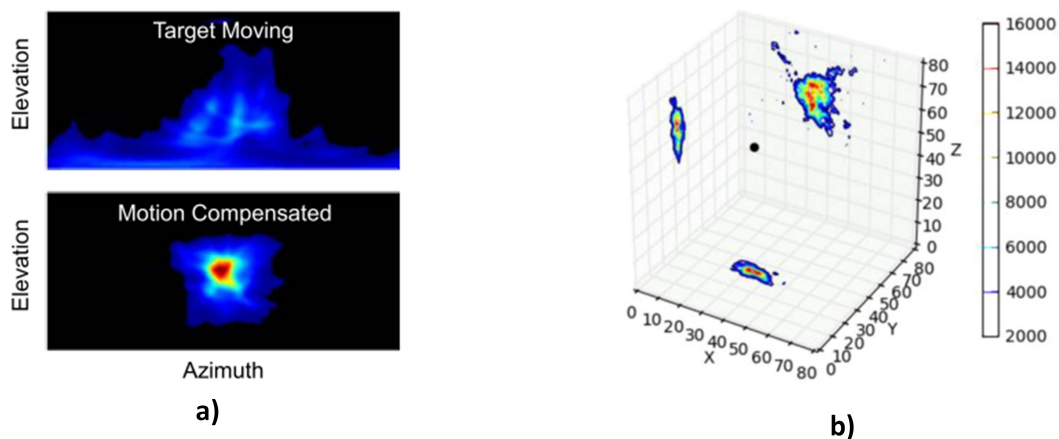 Target Moving
Elevation
Motion Compensated
Elevation
Azimuth
a)
80
70
60
50
40
30
20
10
0
Z
0 10 20 30 40 50 60 70 80
X
0 10 20 30 40 50 60 70 80
Y
16000
14000
12000
10000
8000
6000
4000
2000
b)